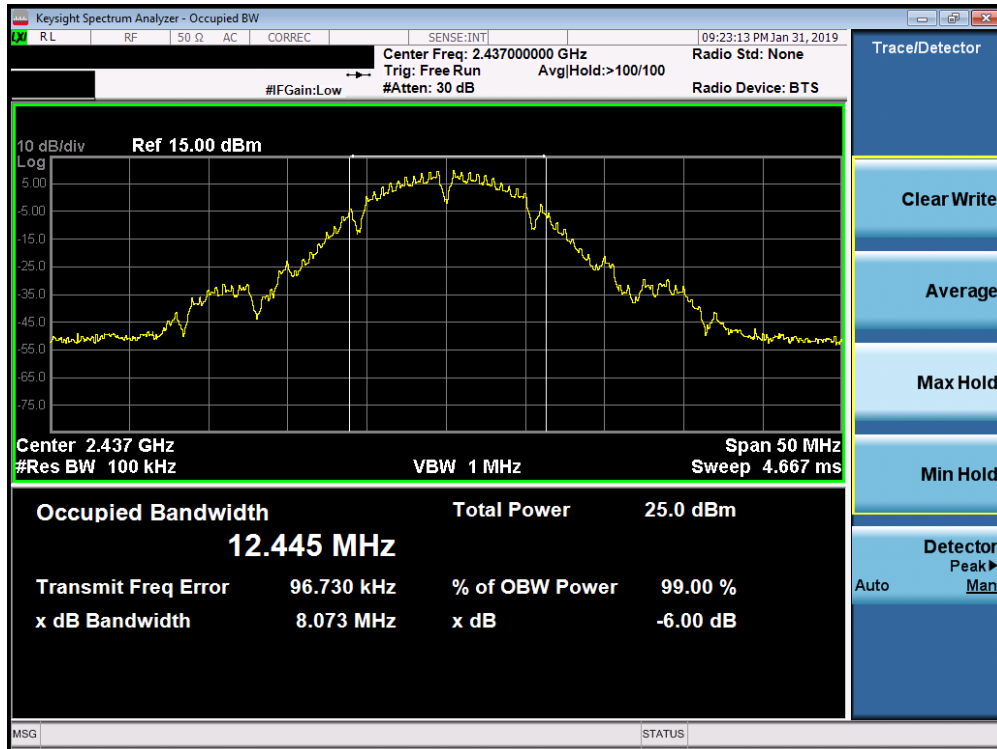 Keysight Spectrum Analyzer - Occupied BW
LXI RL RF 50 Ω AC CORREC SENSE:INT 09:23:13 PM Jan 31, 2019
Center Freq: 2.437000000 GHz Radio Std: None
Trig: Free Run Avg|Hold:>100/100
#IFGain:Low #Atten: 30 dB Radio Device: BTS
10 dB/div Ref 15.00 dBm
Log
5.00
-5.00
-15.0
-25.0
-35.0
-45.0
-55.0
-65.0
-75.0
Center 2.437 GHz Span 50 MHz
#Res BW 100 kHz VBW 1 MHz Sweep 4.667 ms
Occupied Bandwidth Total Power 25.0 dBm
12.445 MHz
Transmit Freq Error 96.730 kHz % of OBW Power 99.00 %
x dB Bandwidth 8.073 MHz x dB -6.00 dB
MSG STATUS
Trace/Detector
Clear Write
Average
Max Hold
Min Hold
Detector
Peak▶
Auto Man